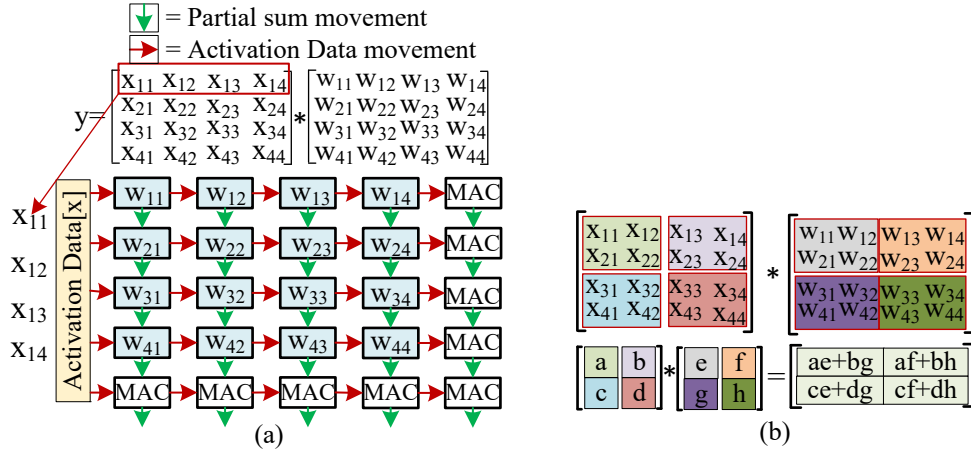 = Partial sum movement
= Activation Data movement
y= [x₁₁ x₁₂ x₁₃ x₁₄] * [w₁₁ w₁₂ w₁₃ w₁₄]
[x₂₁ x₂₂ x₂₃ x₂₄] [w₂₁ w₂₂ w₂₃ w₂₄]
[x₃₁ x₃₂ x₃₃ x₃₄] [w₃₁ w₃₂ w₃₃ w₃₄]
[x₄₁ x₄₂ x₄₃ x₄₄] [w₄₁ w₄₂ w₄₃ w₄₄]
x₁₁
x₁₂
x₁₃
x₁₄
Activation Data[x]
w₁₁ w₁₂ w₁₃ w₁₄ MAC
w₂₁ w₂₂ w₂₃ w₂₄ MAC
w₃₁ w₃₂ w₃₃ w₃₄ MAC
w₄₁ w₄₂ w₄₃ w₄₄ MAC
MAC MAC MAC MAC MAC
(a)
[x₁₁ x₁₂ x₁₃ x₁₄] * [w₁₁ w₁₂ w₁₃ w₁₄]
[x₂₁ x₂₂ x₂₃ x₂₄] [w₂₁ w₂₂ w₂₃ w₂₄]
[x₃₁ x₃₂ x₃₃ x₃₄] [w₃₁ w₃₂ w₃₃ w₃₄]
[x₄₁ x₄₂ x₄₃ x₄₄] [w₄₁ w₄₂ w₄₃ w₄₄]
[a b] * [e f] = [ae+bg af+bh]
[c d] [g h] [ce+dg cf+dh]
(b)